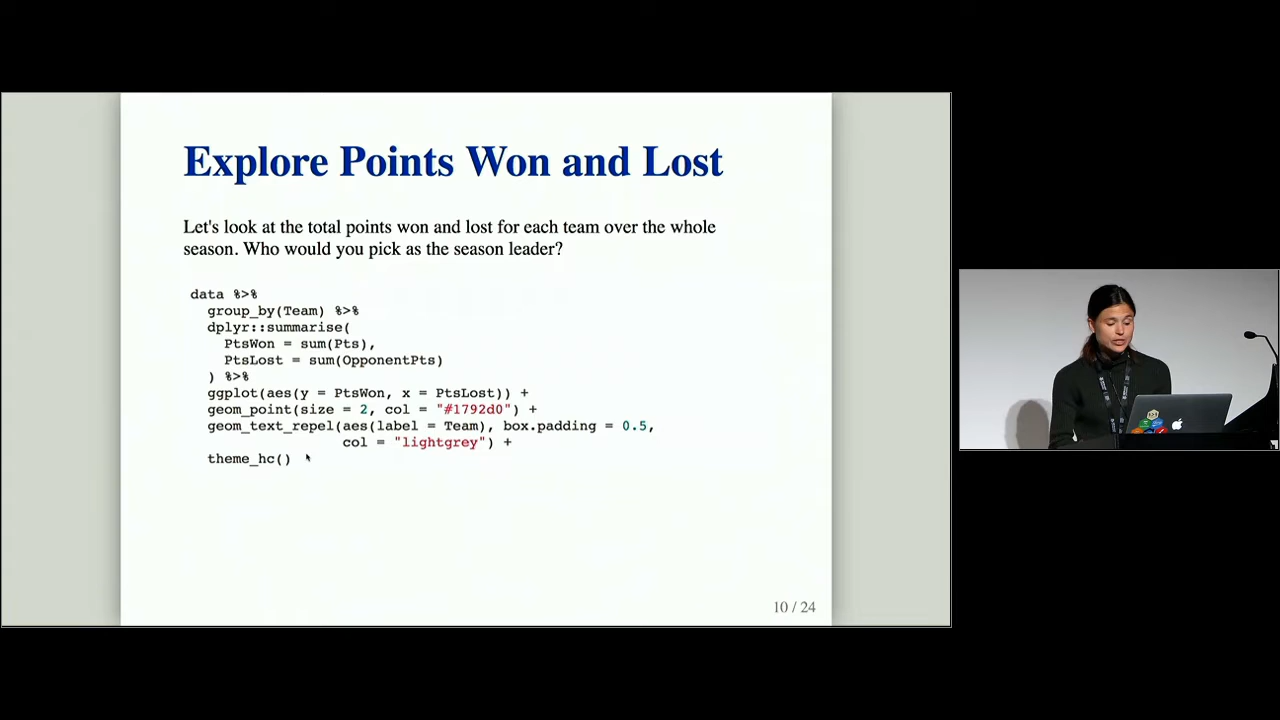 Explore Points Won and Lost
Let's look at the total points won and lost for each team over the whole
season. Who would you pick as the season leader?
data %>%
  group_by(Team) %>%
  dplyr::summarise(
    PtsWon = sum(Pts),
    PtsLost = sum(OpponentPts)
  ) %>%
  ggplot(aes(y = PtsWon, x = PtsLost)) +
  geom_point(size = 2, col = "#1792d0") +
  geom_text_repel(aes(label = Team), box.padding = 0.5,
                  col = "lightgrey") +
  theme_hc()
10 / 24